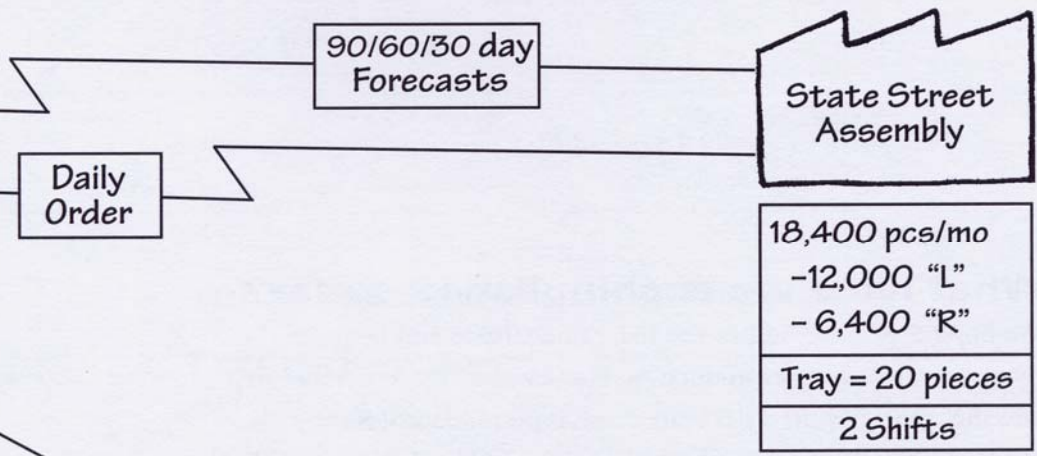 90/60/30 day
Forecasts
State Street
Assembly
Daily
Order
18,400 pcs/mo
–12,000 “L”
– 6,400 “R”
Tray = 20 pieces
2 Shifts